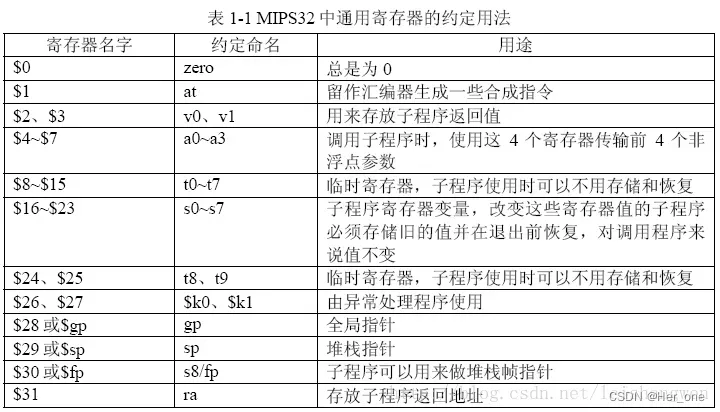 表 1-1 MIPS32 中通用寄存器的约定用法
寄存器名字 约定命名 用途
$0 zero 总是为 0
$1 at 留作汇编器生成一些合成指令
$2、$3 v0、v1 用来存放子程序返回值
$4~$7 a0~a3 调用子程序时，使用这 4 个寄存器传输前 4 个非
浮点参数
$8~$15 t0~t7 临时寄存器，子程序使用时可以不用存储和恢复
$16~$23 s0~s7 子程序寄存器变量，改变这些寄存器值的子程序
必须存储旧的值并在退出前恢复，对调用程序来
说值不变
$24、$25 t8、t9 临时寄存器，子程序使用时可以不用存储和恢复
$26、$27 $k0、$k1 由异常处理程序使用
$28 或$gp gp 全局指针
$29 或$sp sp 堆栈指针
$30 或$fp s8/fp 子程序可以用来做堆栈帧指针
$31 ra 存放子程序返回地址
CSDN @Her_one